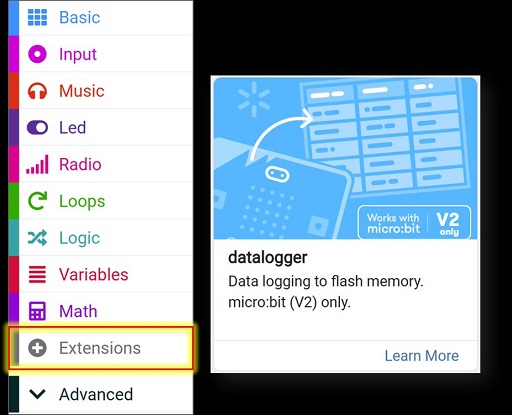 Basic
Input
Music
Led
Radio
Loops
Logic
Variables
Math
Extensions
Advanced
Works with
micro:bit
V2
only
datalogger
Data logging to flash memory.
micro:bit (V2) only.
Learn More